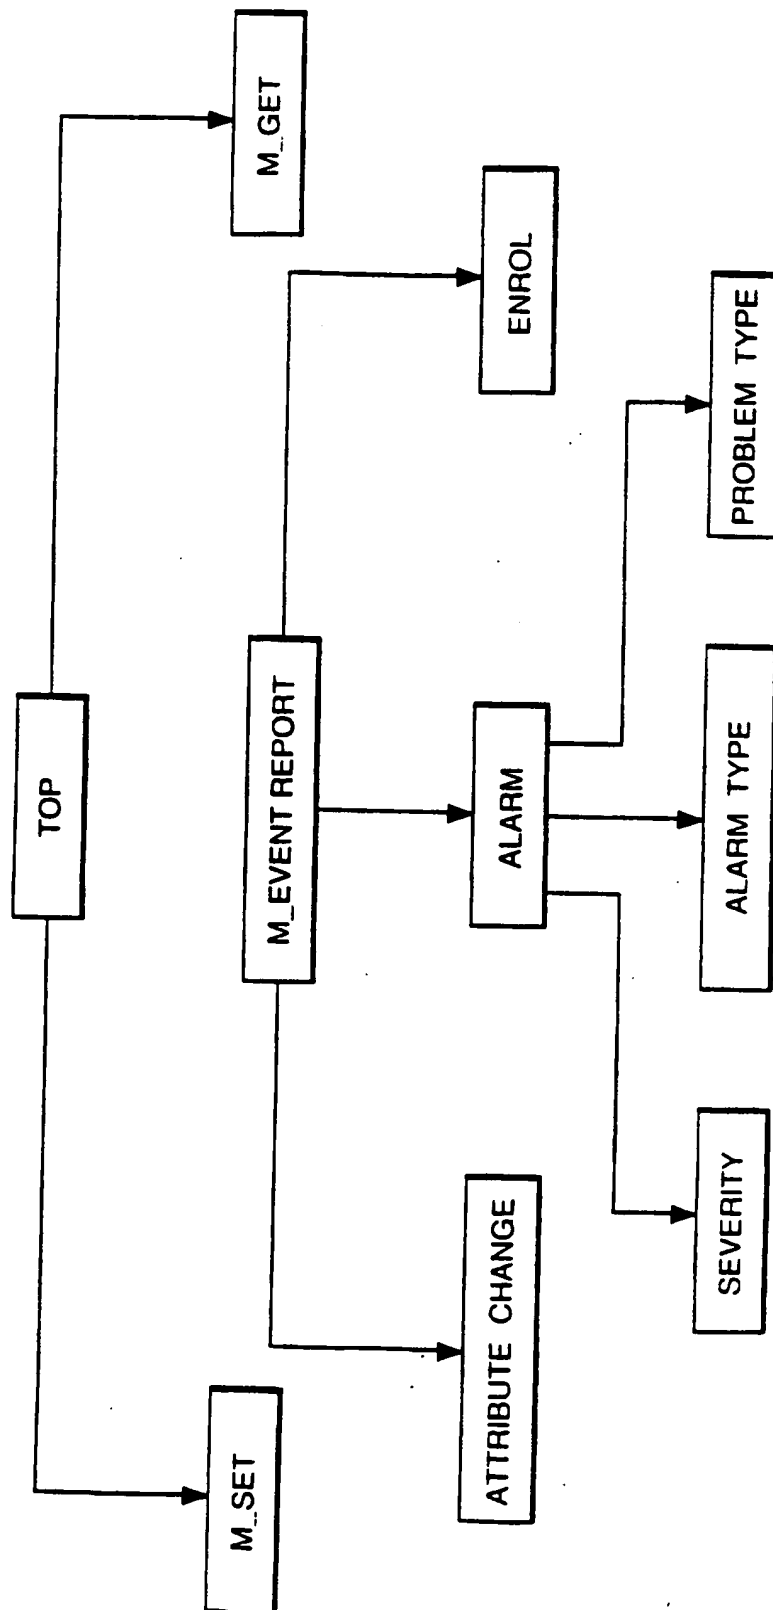 TOP
M_SET
M_EVENT REPORT
M_GET
ATTRIBUTE CHANGE
ALARM
ENROL
SEVERITY
ALARM TYPE
PROBLEM TYPE